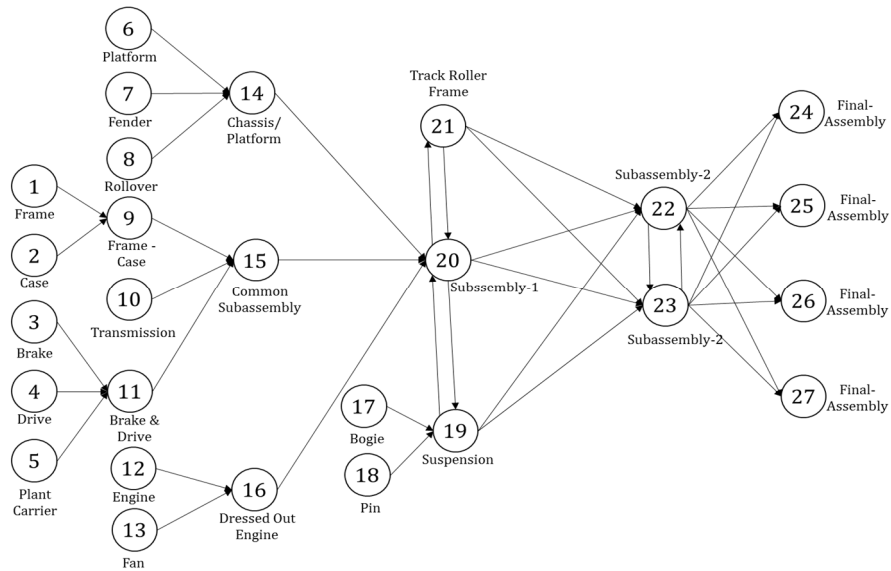 6
Platform
7
Fender
8
Rollover
14
Chassis/
Platform
1
Frame
2
Case
9
Frame -
Case
10
Transmission
15
Common
Subassembly
3
Brake
4
Drive
5
Plant
Carrier
11
Brake &
Drive
12
Engine
13
Fan
16
Dressed Out
Engine
Track Roller
Frame
21
20
Subssembly-1
17
Bogie
18
Pin
19
Suspension
Subassembly-2
22
23
Subassembly-2
24
Final-
Assembly
25
Final-
Assembly
26
Final-
Assembly
27
Final-
Assembly